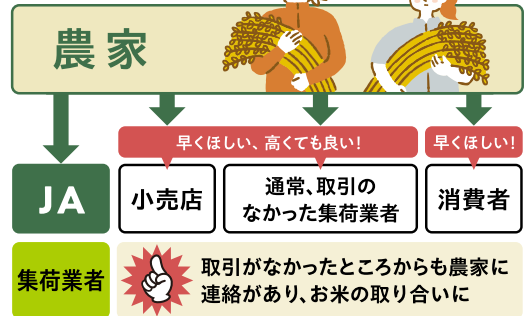 農家
早くほしい、高くても良い!
早くほしい!
JA
小売店
通常、取引の
なかった集荷業者
消費者
集荷業者
取引がなかったところからも農家に
連絡があり、お米の取り合いに